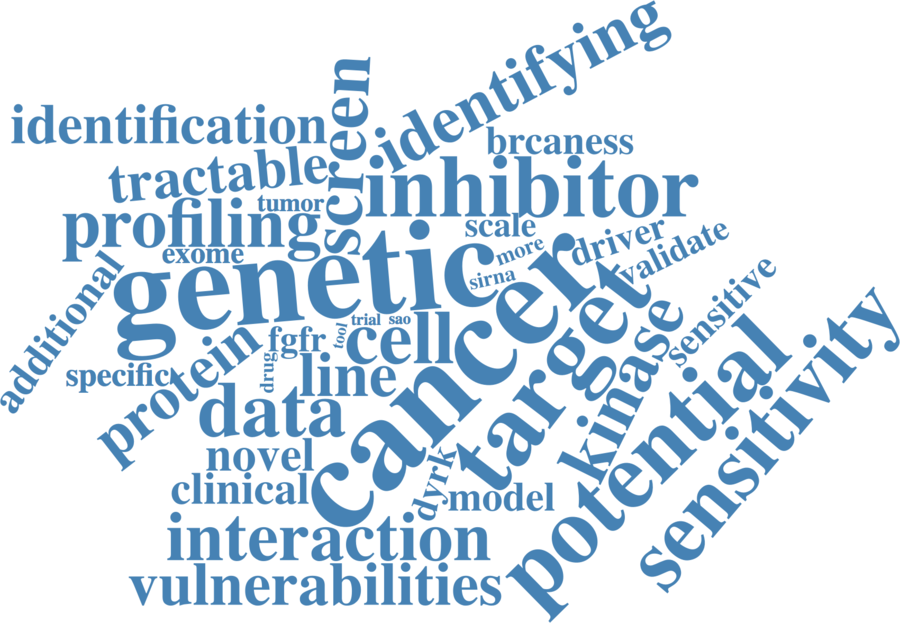 identifying
screen
identification
brcaness
tractable
inhibitor
tumor
profiling
scale
driver
more
validate
exome
genetic
sirna
cancer
target
sensitive
additional
trial
sao
tool
fgfr
cell
protein
drug
kinase
potential
sensitivity
specific
line
data
novel
clinical
dyrk
model
interaction
vulnerabilities